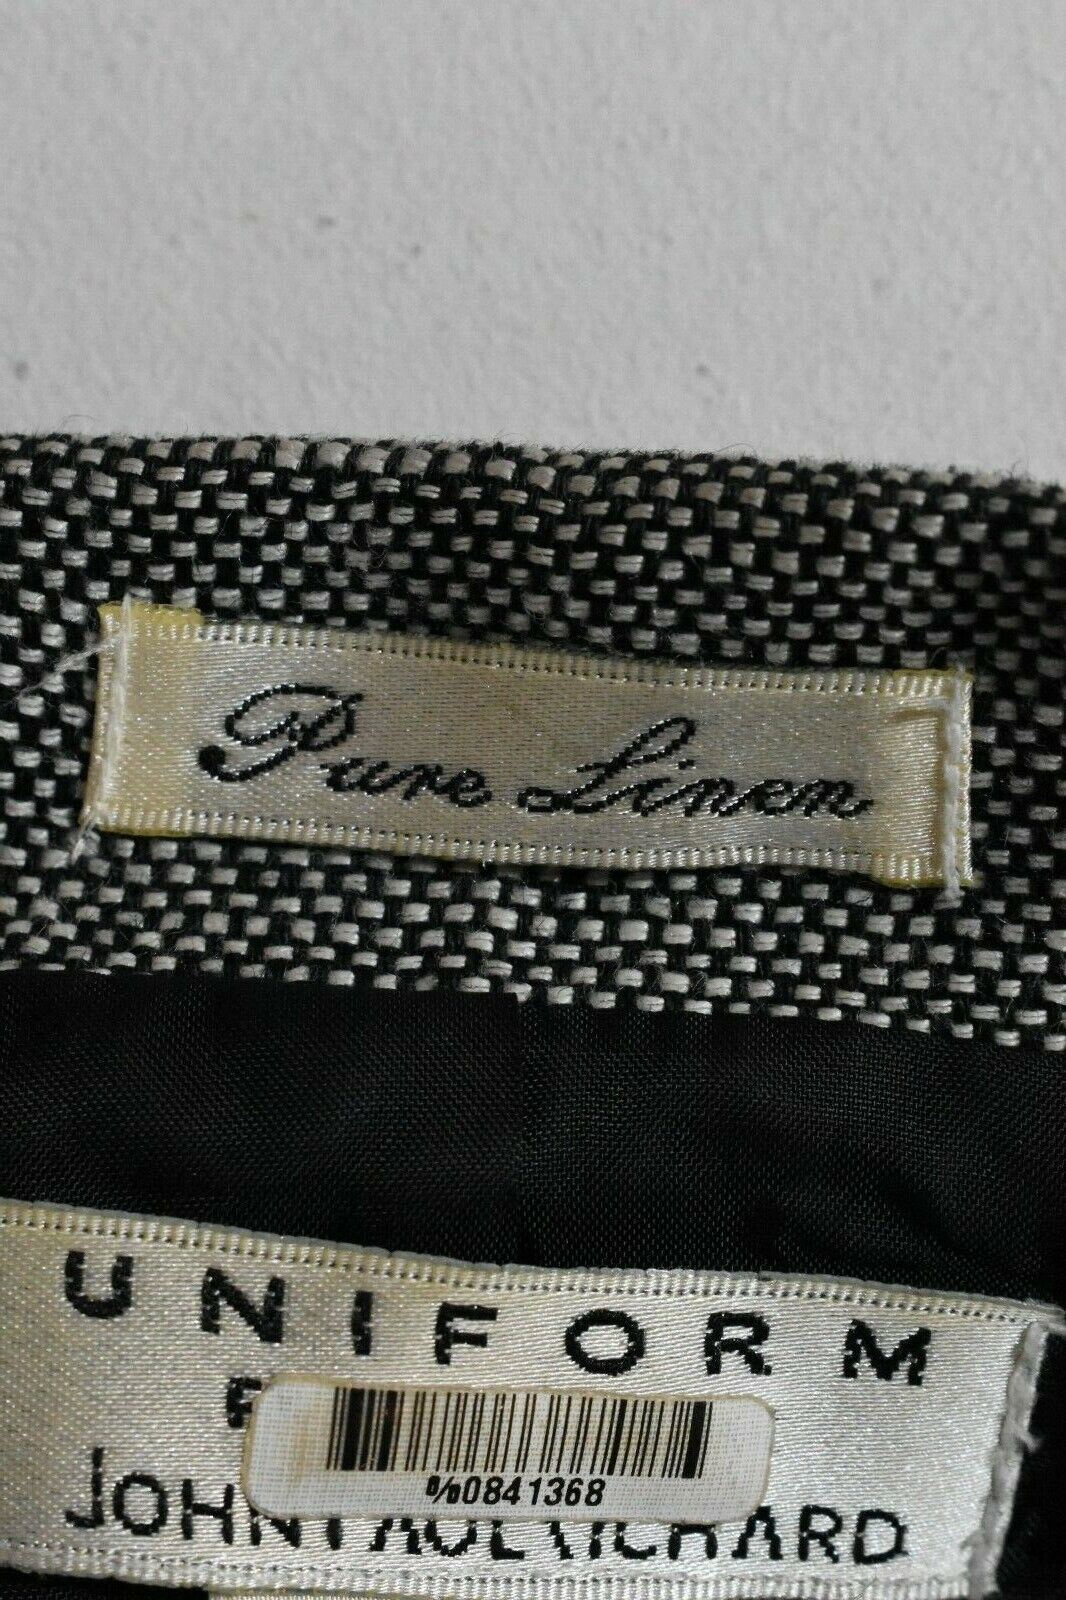 Pure Linen
UNIFORM
JOHN PAUL RICHARD
0841368